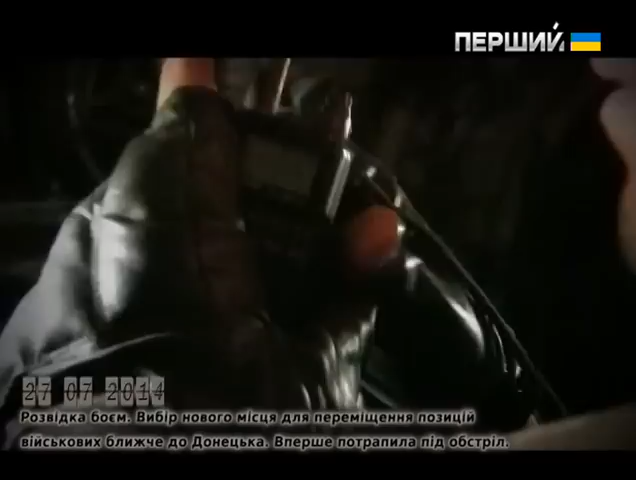 ПЕРШИЙ
27 07 2014
Розвідка боєм. Вибір нового місця для переміщення позицій
військових ближче до Донецька. Вперше потрапила під обстріл.